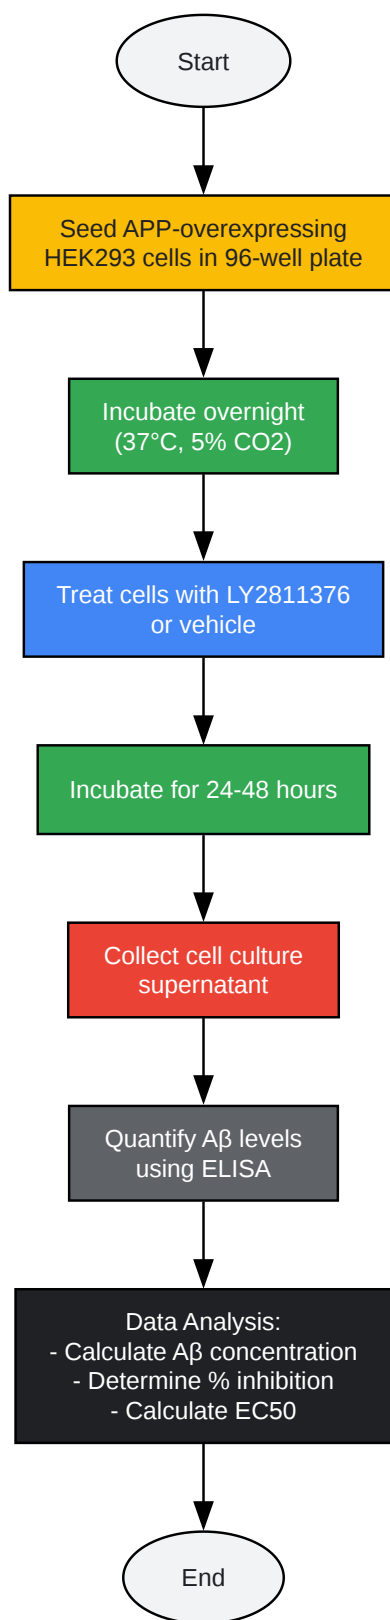 Start
Seed APP-overexpressing
HEK293 cells in 96-well plate
Incubate overnight
(37°C, 5% CO2)
Treat cells with LY2811376
or vehicle
Incubate for 24-48 hours
Collect cell culture
supernatant
Quantify Aβ levels
using ELISA
Data Analysis:
- Calculate Aβ concentration
- Determine % inhibition
- Calculate EC50
End